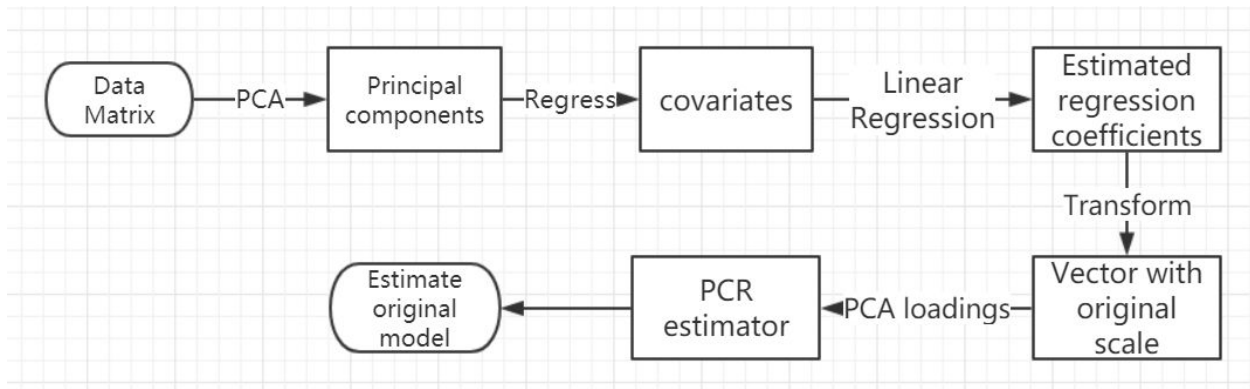 Data
Matrix
PCA
Principal
components
Regress
covariates
Linear
Regression
Estimated
regression
coefficients
Transform
Vector with
original
scale
PCA loadings
PCR
estimator
Estimate
original
model